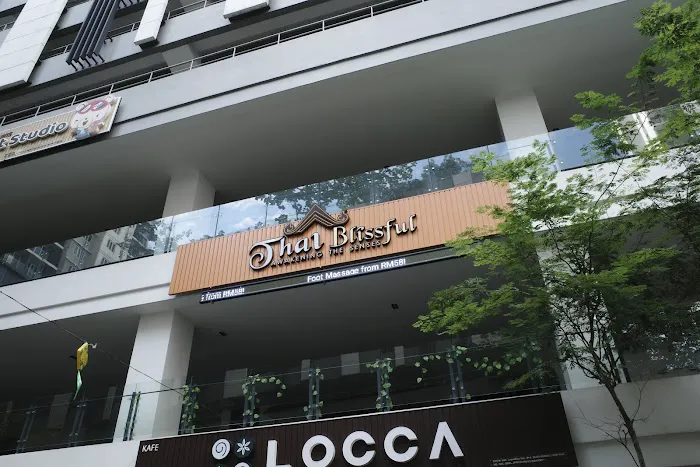 t Studio
Thai Blissful
AWAKENING THE SENSES
s from RM58!
Foot Massage from RM58!
KAFE
LOCCA